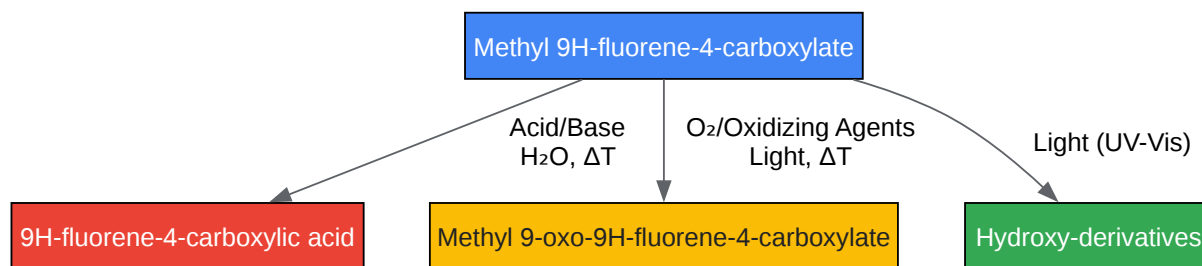 Methyl 9H-fluorene-4-carboxylate
Acid/Base
H₂O, ΔT
O₂/Oxidizing Agents
Light, ΔT
Light (UV-Vis)
9H-fluorene-4-carboxylic acid
Methyl 9-oxo-9H-fluorene-4-carboxylate
Hydroxy-derivatives